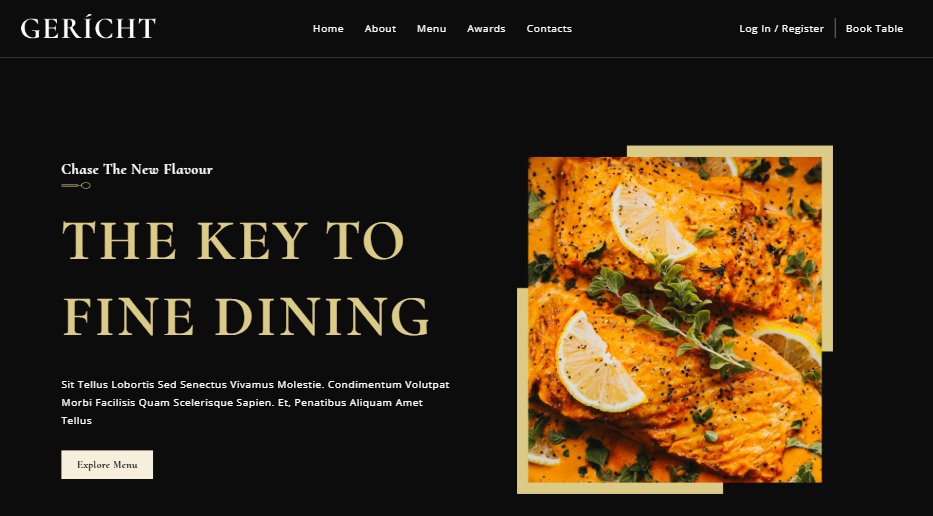 GERÍCHT
Home About Menu Awards Contacts
Log In / Register Book Table
Chase The New Flavour
THE KEY TO
FINE DINING
Sit Tellus Lobortis Sed Senectus Vivamus Molestie. Condimentum Volutpat
Morbi Facilisis Quam Scelerisque Sapien. Et, Penatibus Aliquam Amet
Tellus
Explore Menu